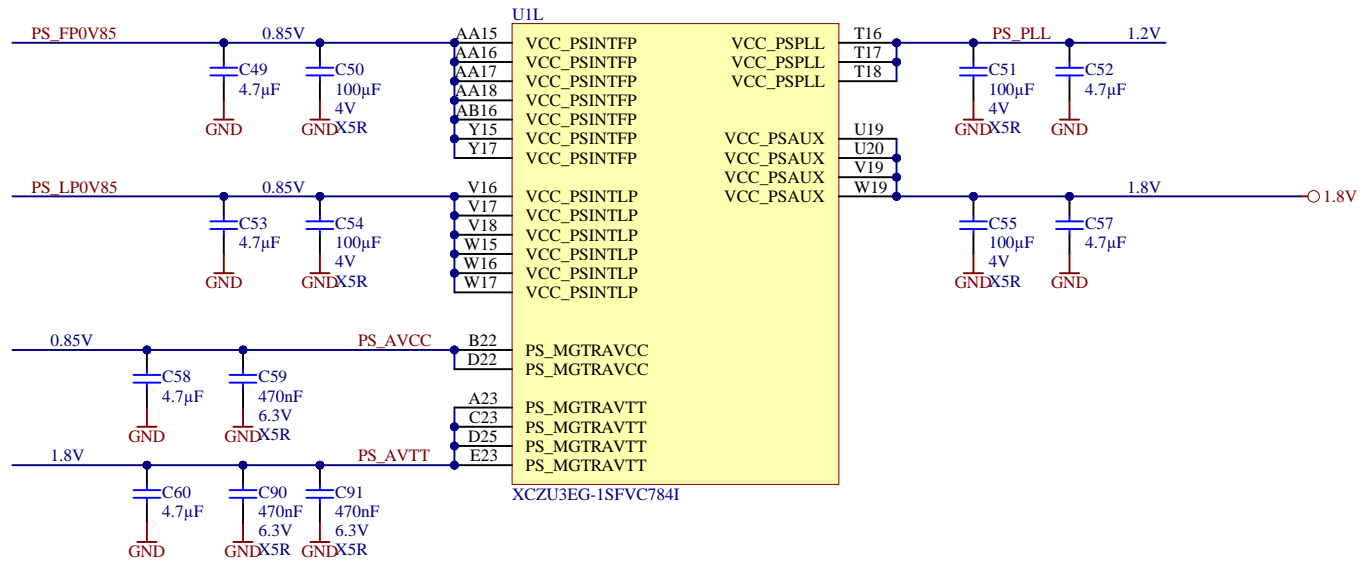 U1L
PS_FP0V85 0.85V AA15 VCC_PSINTFP VCC_PSPLL T16 PS_PLL 1.2V
AA16 VCC_PSINTFP VCC_PSPLL T17
C49 C50 AA17 VCC_PSINTFP VCC_PSPLL T18 C51 C52
4.7µF 100µF AA18 VCC_PSINTFP 100µF 4.7µF
4V AB16 VCC_PSINTFP 4V
GND GND X5R Y15 VCC_PSINTFP VCC_PSAUX U19 GND X5R GND
Y17 VCC_PSINTFP VCC_PSAUX U20
VCC_PSAUX V19
PS_LP0V85 0.85V V16 VCC_PSINTLP VCC_PSAUX W19 1.8V 1.8V
V17 VCC_PSINTLP
C53 C54 V18 VCC_PSINTLP C55 C57
4.7µF 100µF W15 VCC_PSINTLP 100µF 4.7µF
4V W16 VCC_PSINTLP 4V
GND GND X5R W17 VCC_PSINTLP GND X5R GND
0.85V PS_AVCC B22 PS_MGTRAVCC
D22 PS_MGTRAVCC
C58 C59
4.7µF 470nF
6.3V A23 PS_MGTRAVTT
GND GND X5R C23 PS_MGTRAVTT
D25 PS_MGTRAVTT
1.8V PS_AVTT E23 PS_MGTRAVTT
C60 C90 C91 XCZU3EG-1SFVC784I
4.7µF 470nF 470nF
6.3V 6.3V
GND GND X5R GND X5R